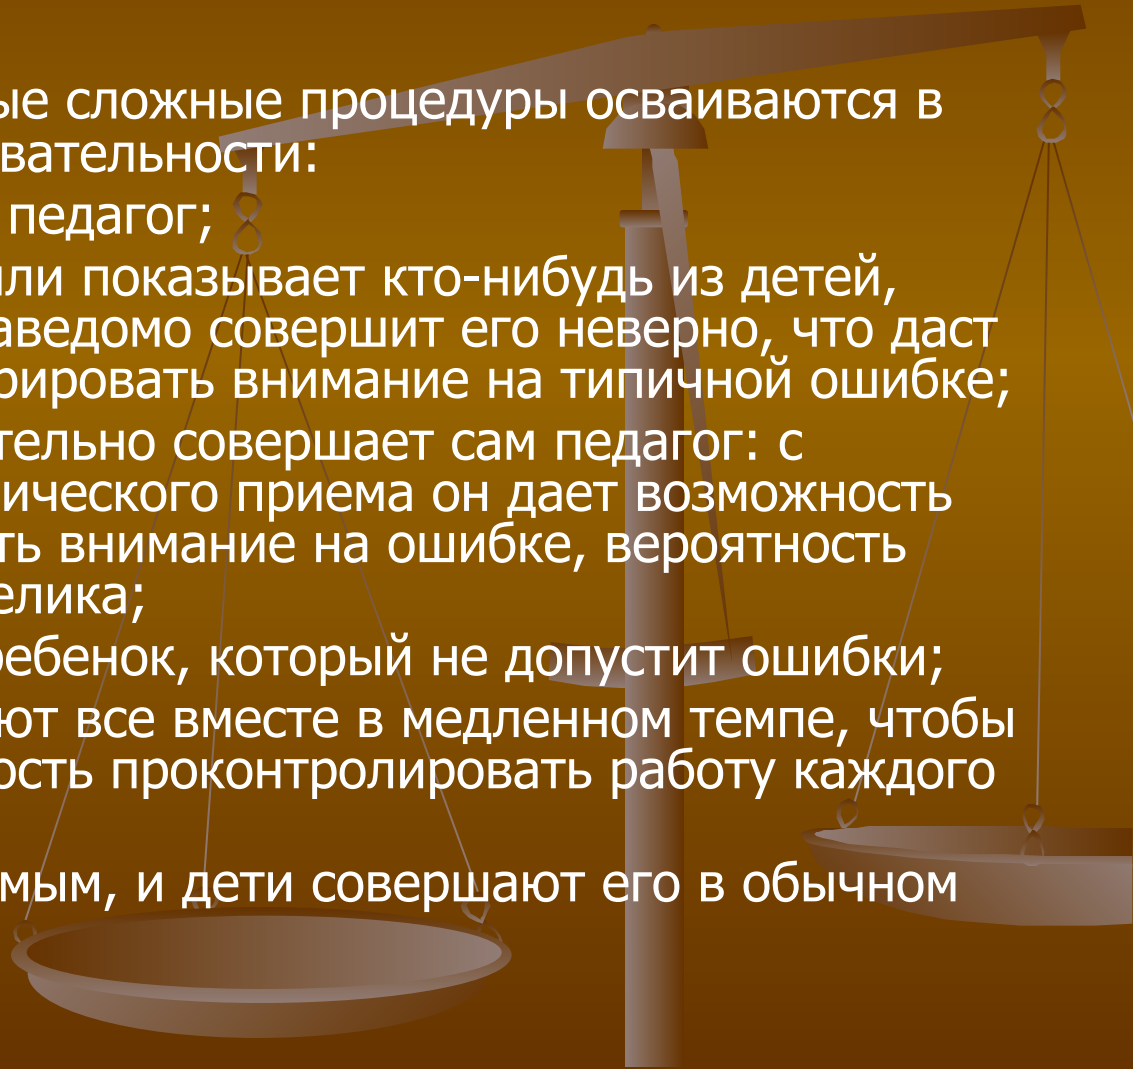 ые сложные процедуры осваиваются в
вательности:
педагог;
ли показывает кто-нибудь из детей,
аведомо совершит его неверно, что даст
рировать внимание на типичной ошибке;
тельно совершает сам педагог: с
ического приема он дает возможность
ть внимание на ошибке, вероятность
елика;
ребенок, который не допустит ошибки;
ют все вместе в медленном темпе, чтобы
ость проконтролировать работу каждого
мым, и дети совершают его в обычном